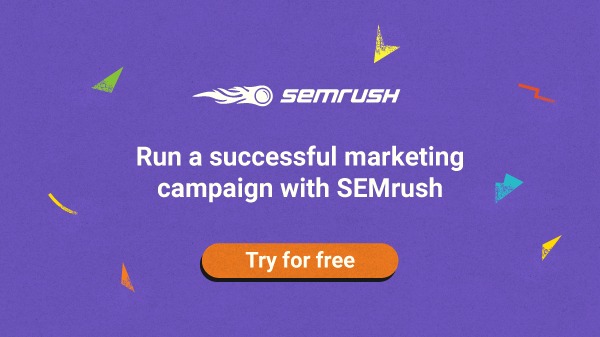 semrush
Run a successful marketing
campaign with SEMrush
Try for free